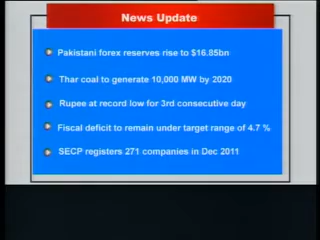 News Update
Pakistani forex reserves rise to $16.85bn
Thar coal to generate 10,000 MW by 2020
Rupee at record low for 3rd consecutive day
Fiscal deficit to remain under target range of 4.7 %
SECP registers 271 companies in Dec 2011